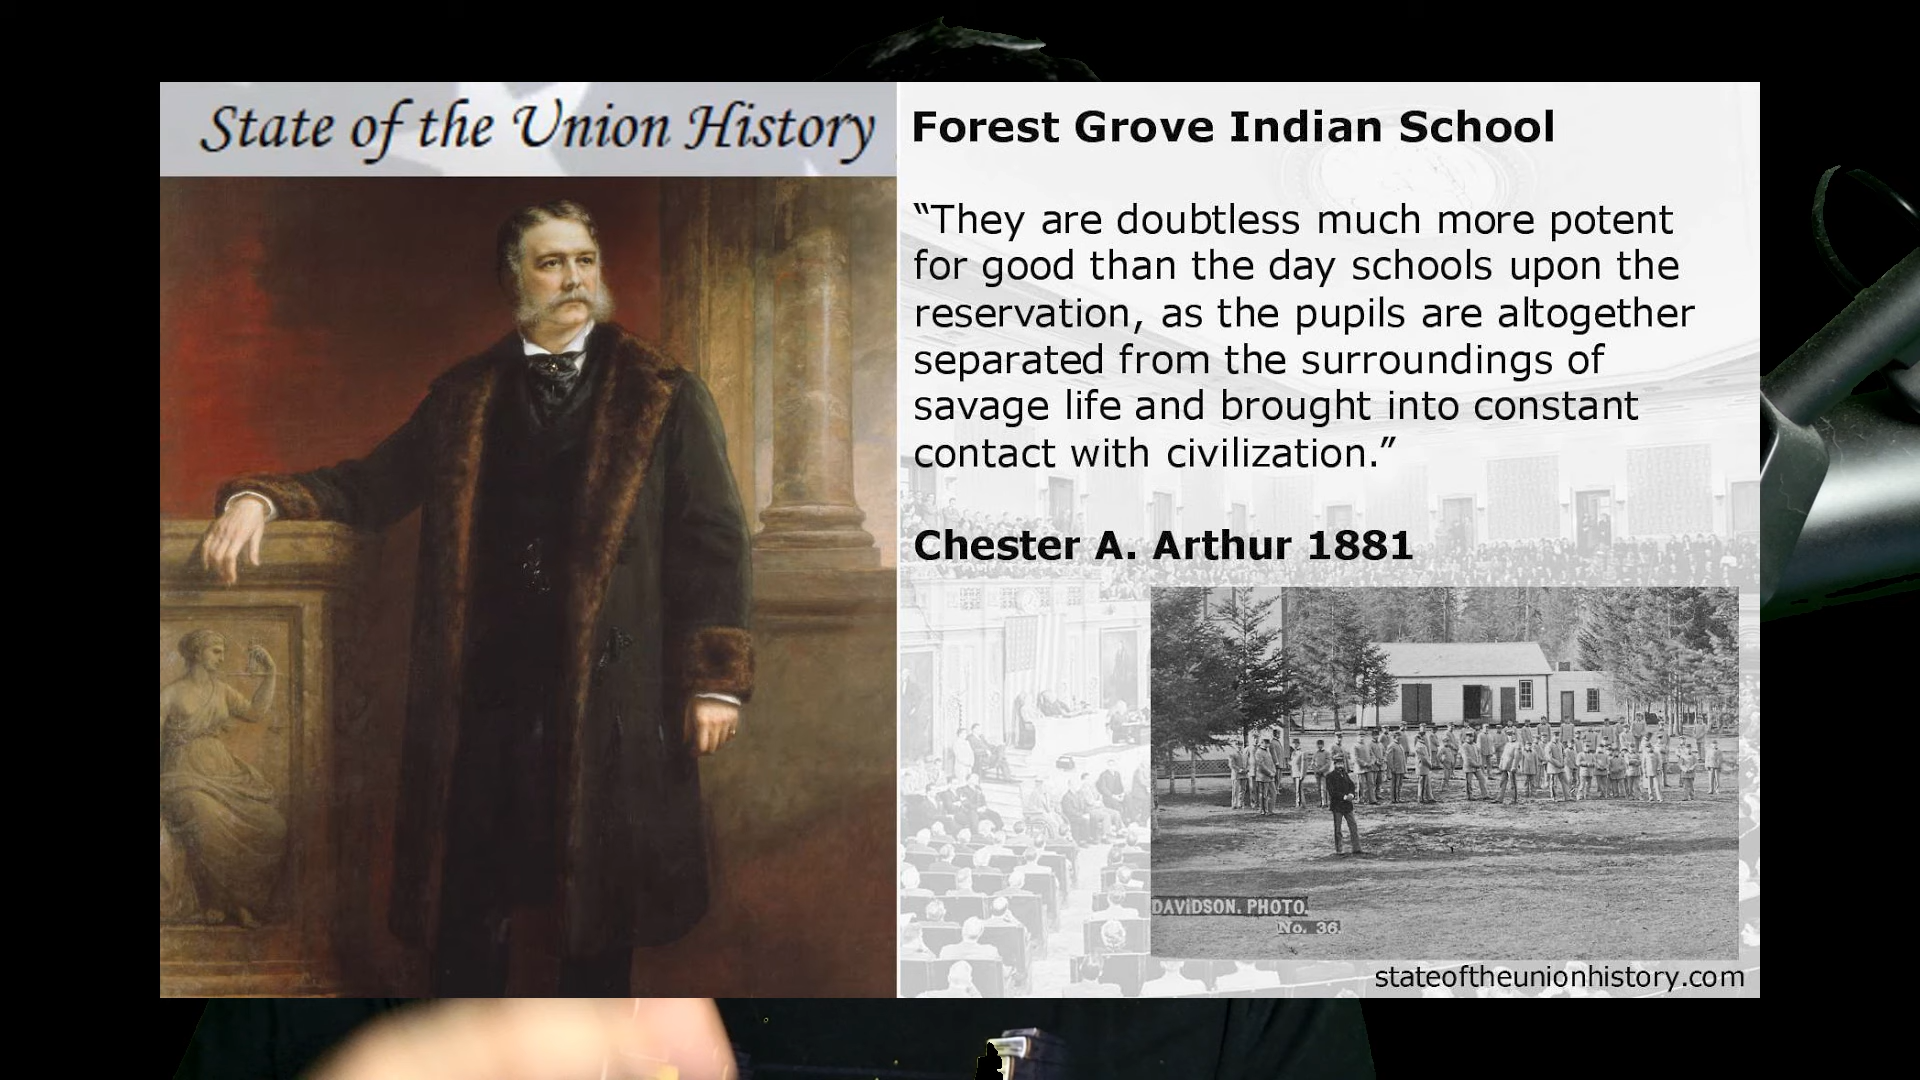 State of the Union History
Forest Grove Indian School
“They are doubtless much more potent
for good than the day schools upon the
reservation, as the pupils are altogether
separated from the surroundings of
savage life and brought into constant
contact with civilization.”
Chester A. Arthur 1881
DAVIDSON. PHOTO.
No. 36.
stateoftheunionhistory.com